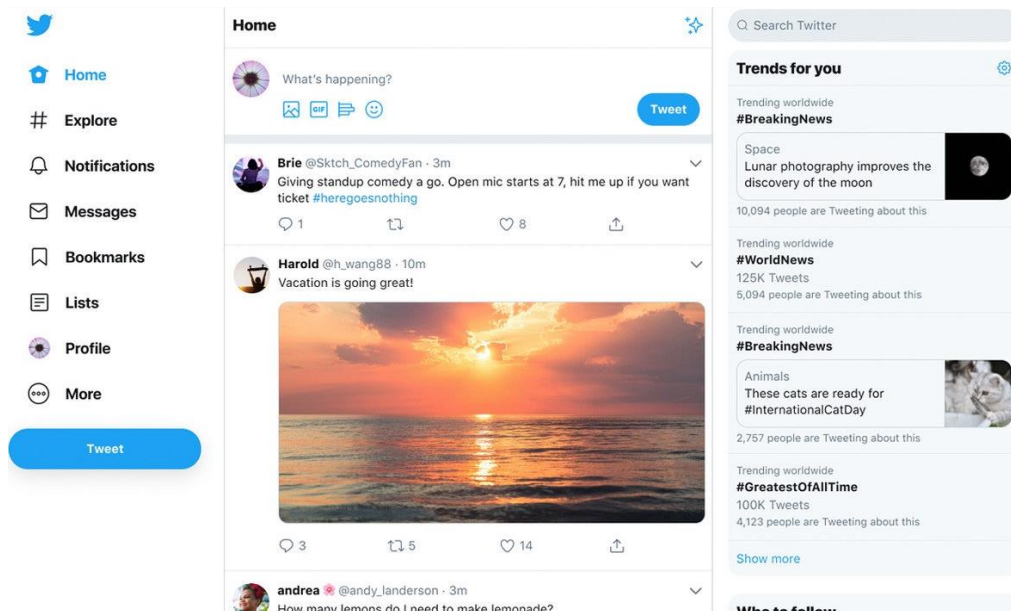 Home
Explore
Notifications
Messages
Bookmarks
Lists
Profile
More
Tweet
Home
What's happening?
GIF
Tweet
Brie @Sktch_ComedyFan · 3m
Giving standup comedy a go. Open mic starts at 7, hit me up if you want
ticket #heregoesnothing
1
8
Harold @h_wang88 · 10m
Vacation is going great!
3
5
14
andrea 🌸 @andy_landerson · 3m
How many lemons do I need to make lemonade?
Search Twitter
Trends for you
Trending worldwide
#BreakingNews
Space
Lunar photography improves the
discovery of the moon
10,094 people are Tweeting about this
Trending worldwide
#WorldNews
125K Tweets
5,094 people are Tweeting about this
Trending worldwide
#BreakingNews
Animals
These cats are ready for
#InternationalCatDay
2,757 people are Tweeting about this
Trending worldwide
#GreatestOfAllTime
100K Tweets
4,123 people are Tweeting about this
Show more
Who to follow